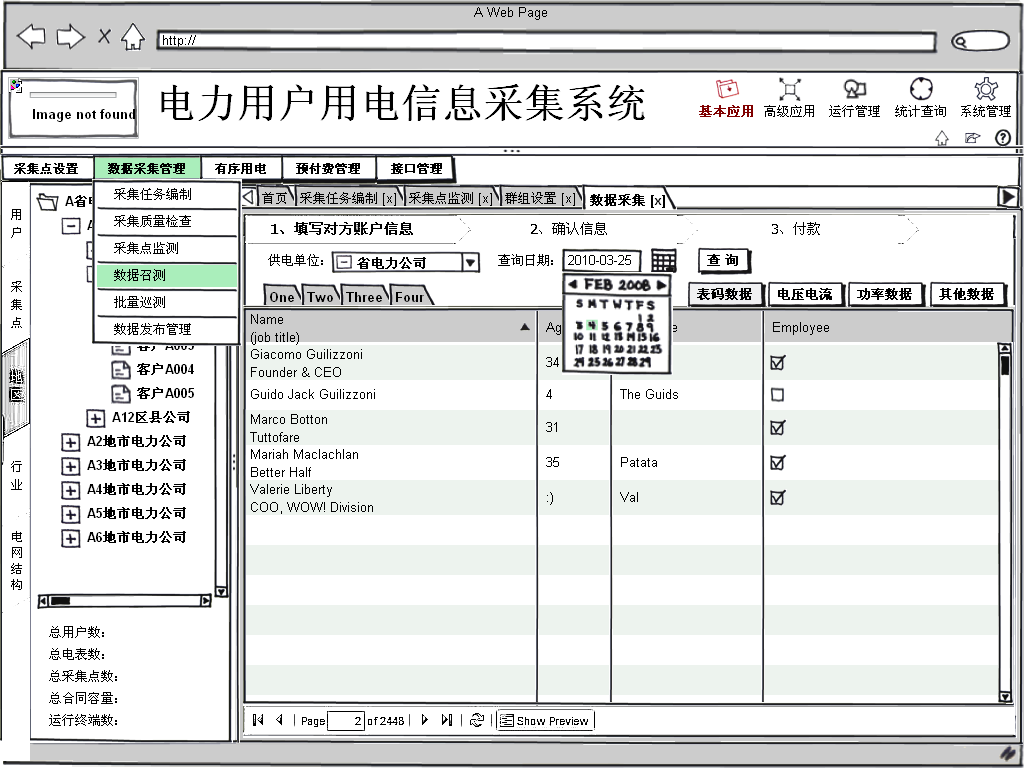 A Web Page
http://
Image not found
电力用户用电信息采集系统
基本应用 高级应用 运行管理 统计查询 系统管理
采集点设置 数据采集管理 有序用电 预付费管理 接口管理
采集任务编制
采集质量检查
采集点监测
数据召测
批量巡测
数据发布管理
用户
采集点
地区
行业
电网结构
A省
客户A004
客户A005
A12区县公司
A2地市电力公司
A3地市电力公司
A4地市电力公司
A5地市电力公司
A6地市电力公司
总用户数：
总电表数：
总采集点数：
总合同容量：
运行终端数：
首页 采集任务编制 [x] 采集点监测 [x] 群组设置 [x] 数据采集 [x]
1、填写对方账户信息 2、确认信息 3、付款
供电单位： 省电力公司 查询日期： 2010-03-25 查 询
FEB 2008
S M T W T F S
1 2
3 4 5 6 7 8 9
10 11 12 13 14 15 16
17 18 19 20 21 22 23
24 25 26 27 28 29
One Two Three Four
表码数据 电压电流 功率数据 其他数据
Name
(job title)
Ag
e
Employee
Giacomo Guilizzoni
Founder & CEO
34
Guido Jack Guilizzoni 4 The Guids
Marco Botton
Tuttofare
31
Mariah Maclachlan
Better Half
35 Patata
Valerie Liberty
COO, WOW! Division
:) Val
Page 2 of 2448 Show Preview